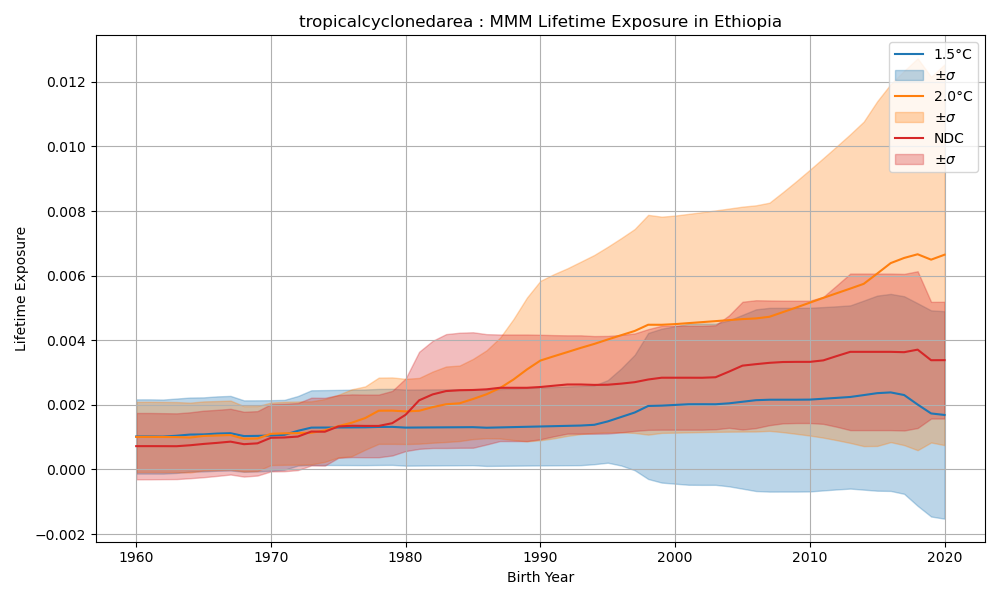 tropicalcyclonedarea : MMM Lifetime Exposure in Ethiopia
1.5°C
±σ
2.0°C
±σ
NDC
±σ
0.012
0.010
0.008
0.006
0.004
0.002
0.000
−0.002
Lifetime Exposure
1960
1970
1980
1990
2000
2010
2020
Birth Year